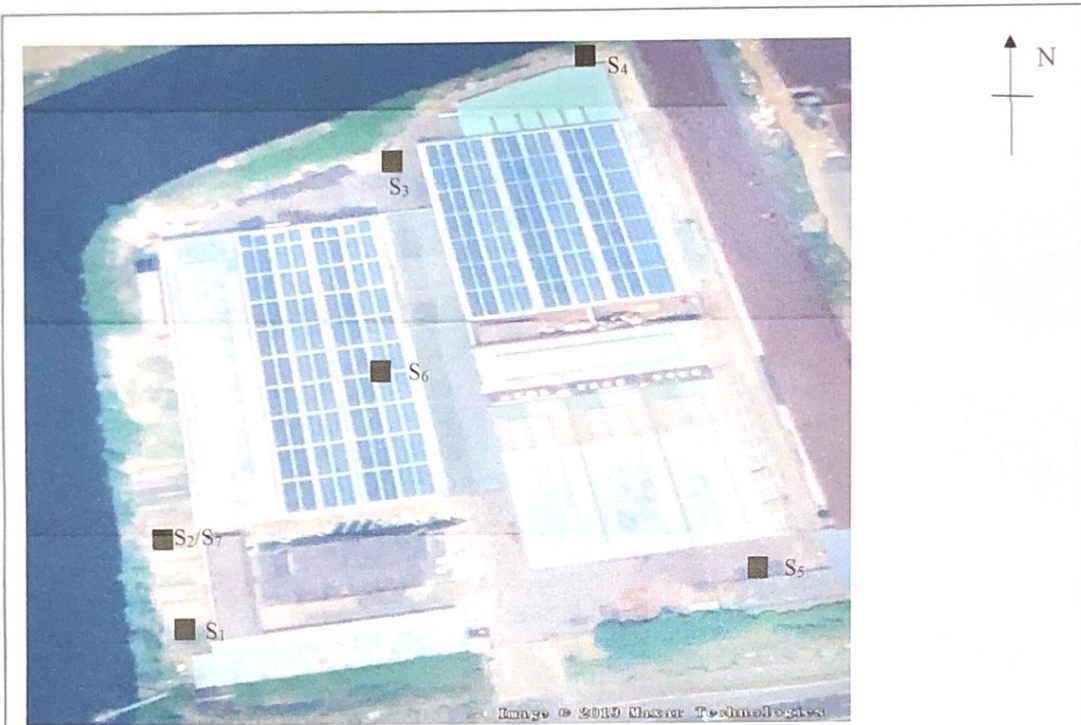 N
S₄
S₃
S₆
S₂/S₇
S₅
S₁
Image © 2019 Maxar Technologies